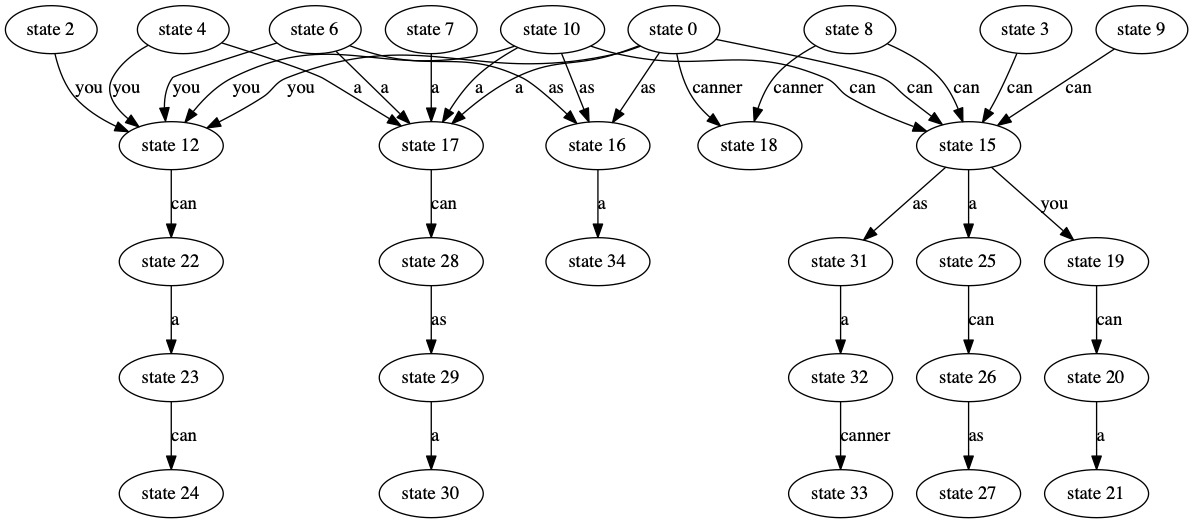 state 2 state 4 state 6 state 7 state 10 state 0 state 8 state 3 state 9
you you you you you a a a a a as as as canner canner can can can can can
state 12 state 17 state 16 state 18 state 15
can can a as a you
state 22 state 28 state 34 state 31 state 25 state 19
a as a can can
state 23 state 29 state 32 state 26 state 20
can a canner as a
state 24 state 30 state 33 state 27 state 21